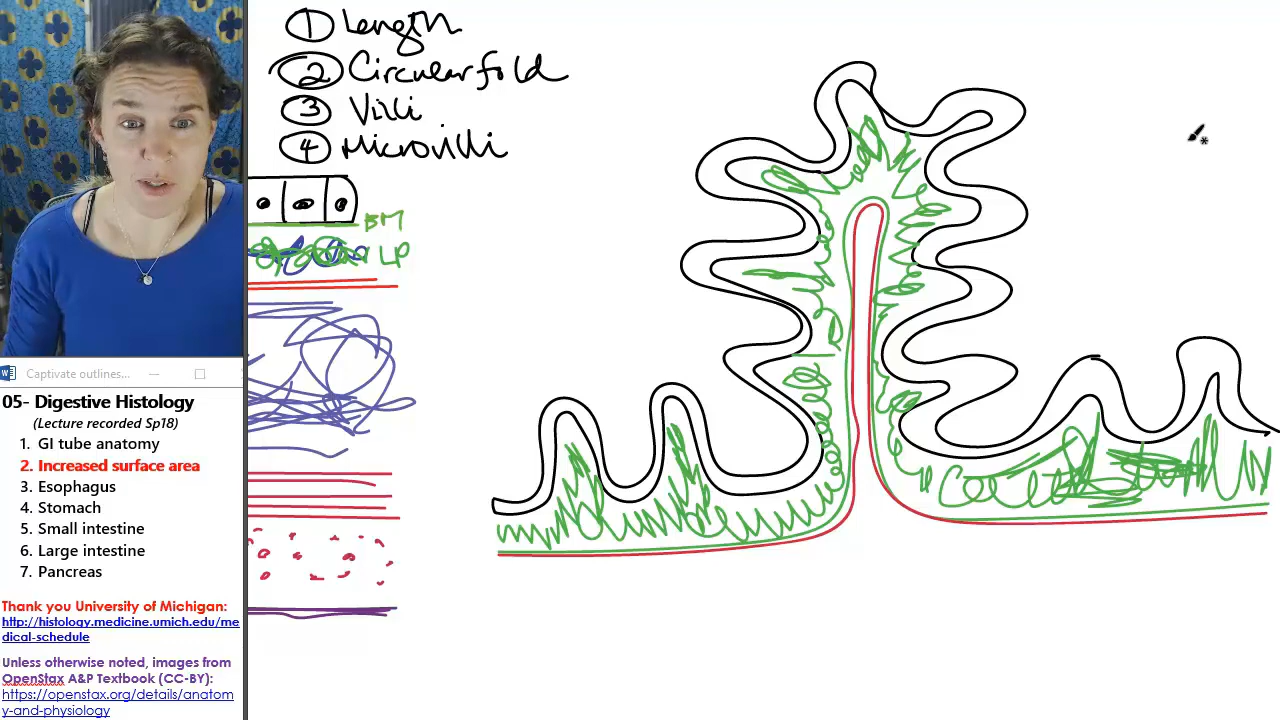 ① Length
② Circular fold
③ Villi
④ Microvilli
BM
LP
Captivate outlines...
05- Digestive Histology
(Lecture recorded Sp18)
1. GI tube anatomy
2. Increased surface area
3. Esophagus
4. Stomach
5. Small intestine
6. Large intestine
7. Pancreas
Thank you University of Michigan:
http://histology.medicine.umich.edu/me
dical-schedule
Unless otherwise noted, images from
OpenStax A&P Textbook (CC-BY):
https://openstax.org/details/anatom
y-and-physiology